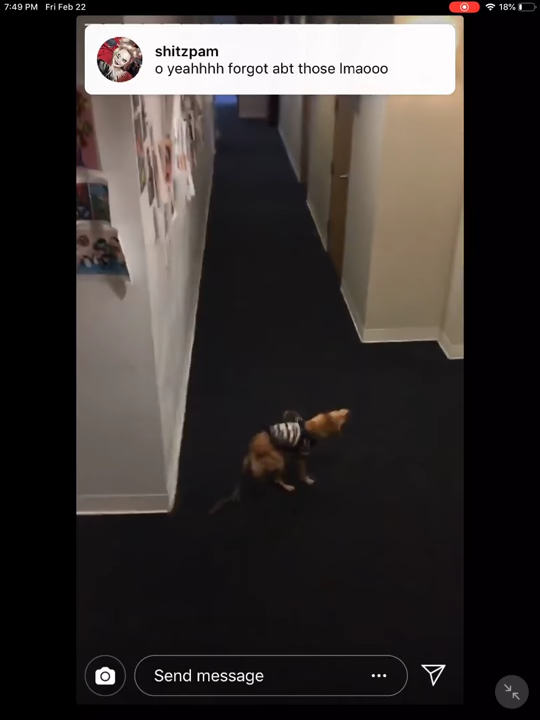 7:49 PM Fri Feb 22
18%
shitzpam
o yeahhhh forgot abt those lmaooo
Send message